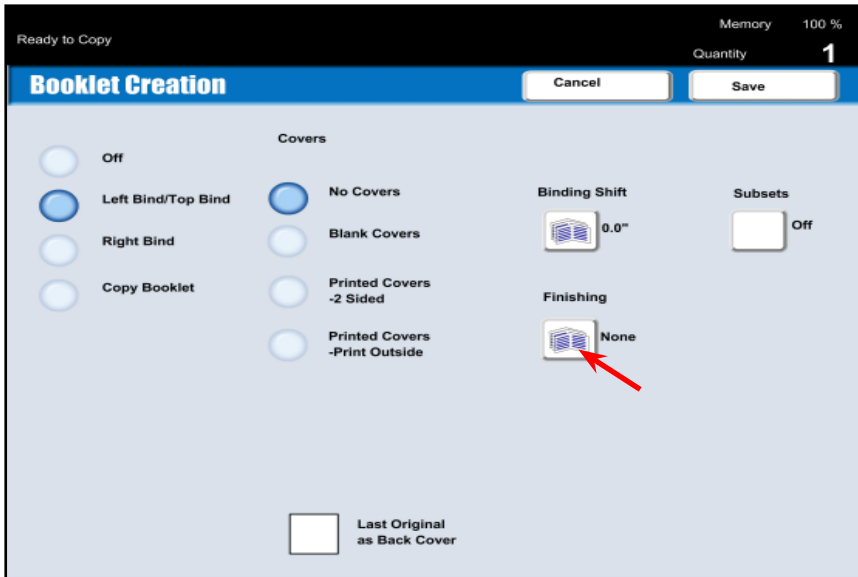 Memory 100 %
Ready to Copy
Quantity 1
Booklet Creation
Cancel
Save
Covers
Off
Left Bind/Top Bind
Right Bind
Copy Booklet
No Covers
Blank Covers
Printed Covers
-2 Sided
Printed Covers
-Print Outside
Binding Shift
0.0"
Subsets
Off
Finishing
None
Last Original
as Back Cover